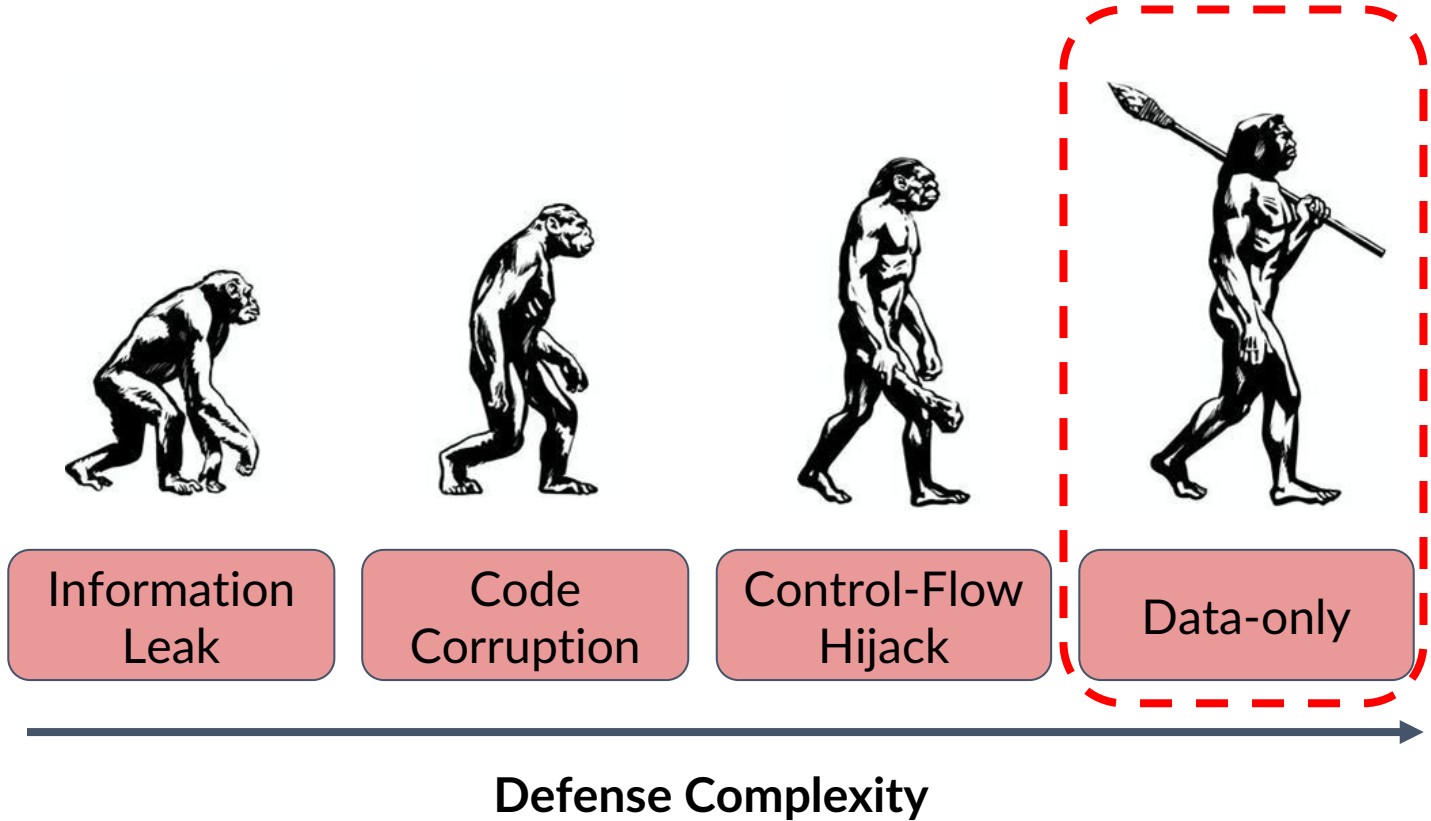 Information
Leak
Code
Corruption
Control-Flow
Hijack
Data-only
Defense Complexity